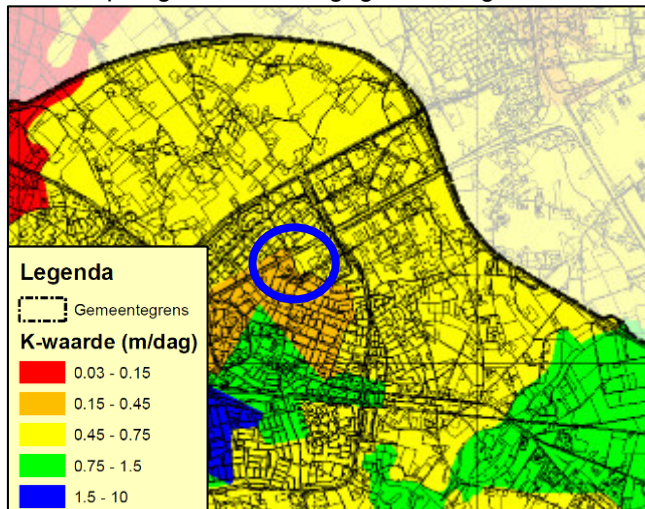 Legenda
Gemeentegrens
K-waarde (m/dag)
0.03 - 0.15
0.15 - 0.45
0.45 - 0.75
0.75 - 1.5
1.5 - 10